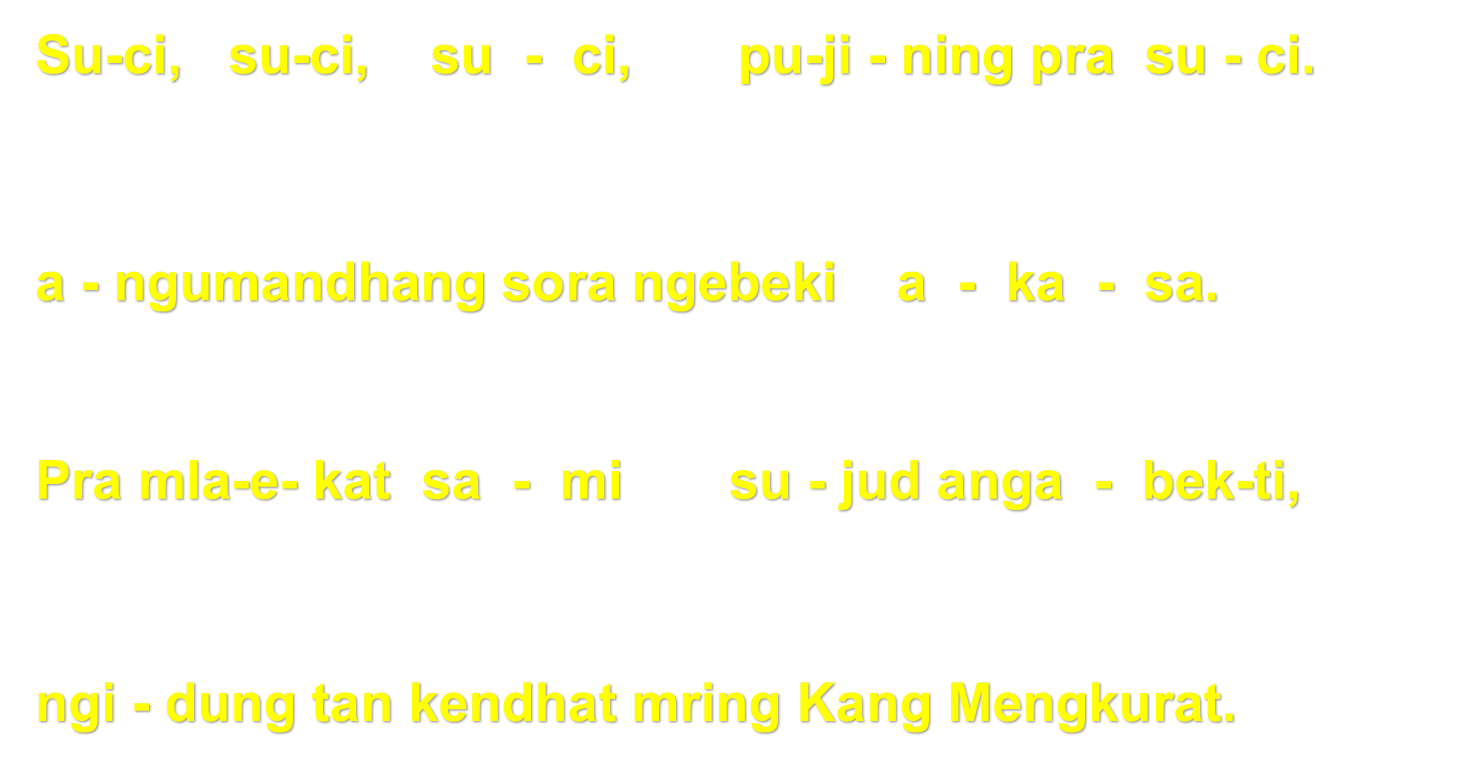 Su-ci, su-ci, su - ci, pu-ji - ning pra su - ci.
a - ngumandhang sora ngebeki a - ka - sa.
Pra mla-e- kat sa - mi su - jud anga - bek-ti,
ngi - dung tan kendhat mring Kang Mengkurat.